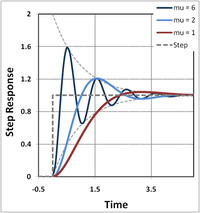 2
1.6
1.2
0.8
0.4
0
-0.5
1.5
3.5
Step Response
Time
mu = 6
mu = 2
mu = 1
Step